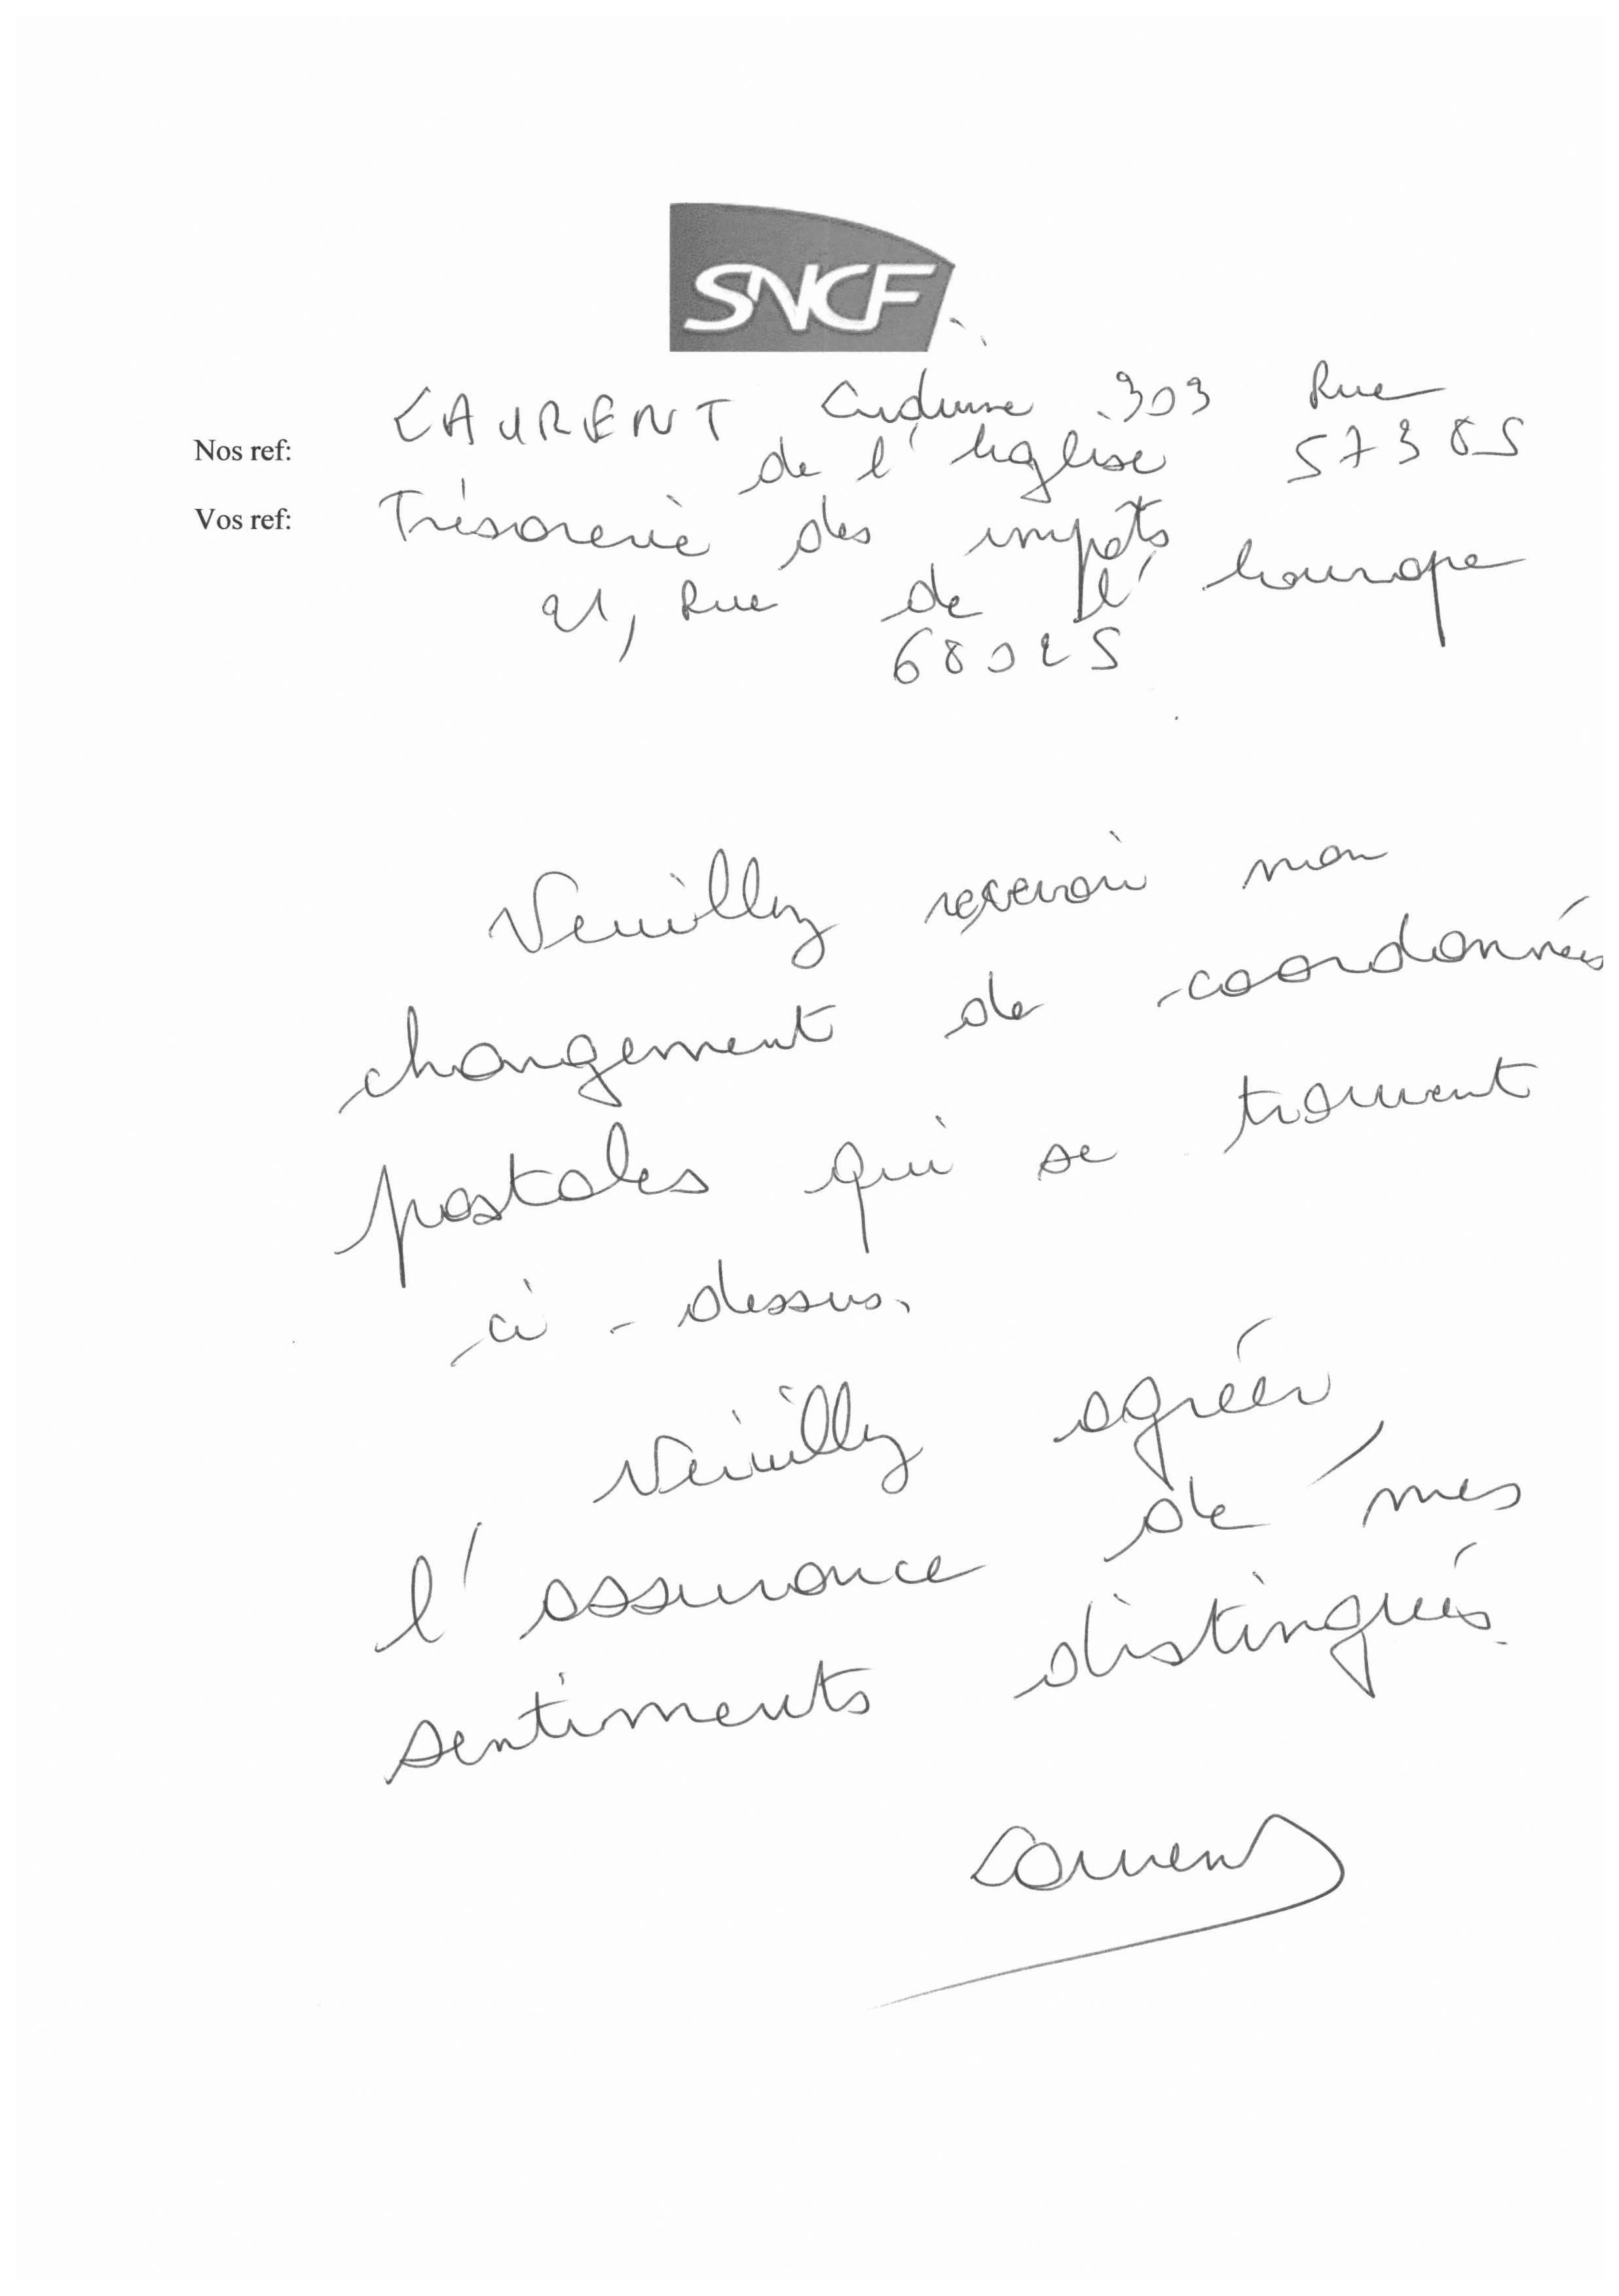 SNCF
LAURENT 303 Rue
Nos ref: de l'église 57385
Vos ref: Trésorerie des impots
21, Rue de l'Europe
68025
Veuillez recevoir mon
changement de coordonnées
postales qui se trouvent
ci-dessus.
Veuillez agréer,
l'assurance de mes
sentiments distingués.
Laurent